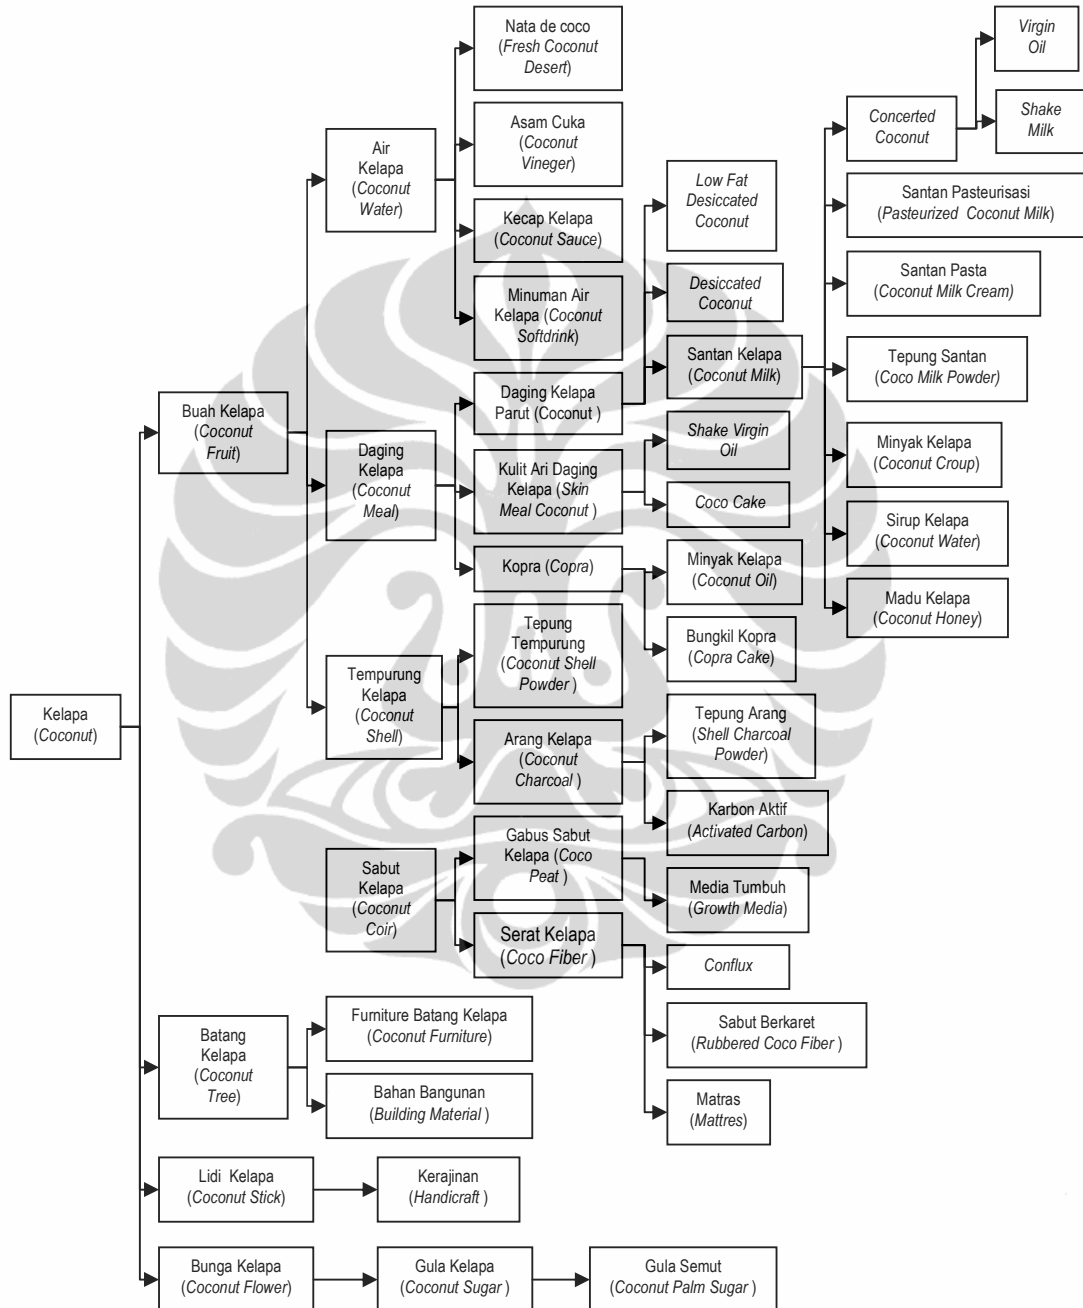 Kelapa
(Coconut)
Buah Kelapa
(Coconut
Fruit)
Air
Kelapa
(Coconut
Water)
Nata de coco
(Fresh Coconut
Desert)
Asam Cuka
(Coconut
Vineger)
Kecap Kelapa
(Coconut Sauce)
Minuman Air
Kelapa (Coconut
Softdrink)
Daging
Kelapa
(Coconut
Meal)
Daging Kelapa
Parut (Coconut )
Low Fat
Desiccated
Coconut
Desiccated
Coconut
Santan Kelapa
(Coconut Milk)
Concerted
Coconut
Virgin
Oil
Shake
Milk
Santan Pasteurisasi
(Pasteurized Coconut Milk)
Santan Pasta
(Coconut Milk Cream)
Tepung Santan
(Coco Milk Powder)
Minyak Kelapa
(Coconut Croup)
Sirup Kelapa
(Coconut Water)
Madu Kelapa
(Coconut Honey)
Kulit Ari Daging
Kelapa (Skin
Meal Coconut )
Shake Virgin
Oil
Coco Cake
Kopra (Copra)
Minyak Kelapa
(Coconut Oil)
Bungkil Kopra
(Copra Cake)
Tempurung
Kelapa
(Coconut
Shell)
Tepung
Tempurung
(Coconut Shell
Powder )
Arang Kelapa
(Coconut
Charcoal )
Tepung Arang
(Shell Charcoal
Powder)
Karbon Aktif
(Activated Carbon)
Sabut
Kelapa
(Coconut
Coir)
Gabus Sabut
Kelapa (Coco
Peat )
Media Tumbuh
(Growth Media)
Serat Kelapa
(Coco Fiber )
Conflux
Sabut Berkaret
(Rubbered Coco Fiber )
Matras
(Mattres)
Batang
Kelapa
(Coconut
Tree)
Furniture Batang Kelapa
(Coconut Furniture)
Bahan Bangunan
(Building Material )
Lidi Kelapa
(Coconut Stick)
Kerajinan
(Handicraft )
Bunga Kelapa
(Coconut Flower)
Gula Kelapa
(Coconut Sugar )
Gula Semut
(Coconut Palm Sugar )